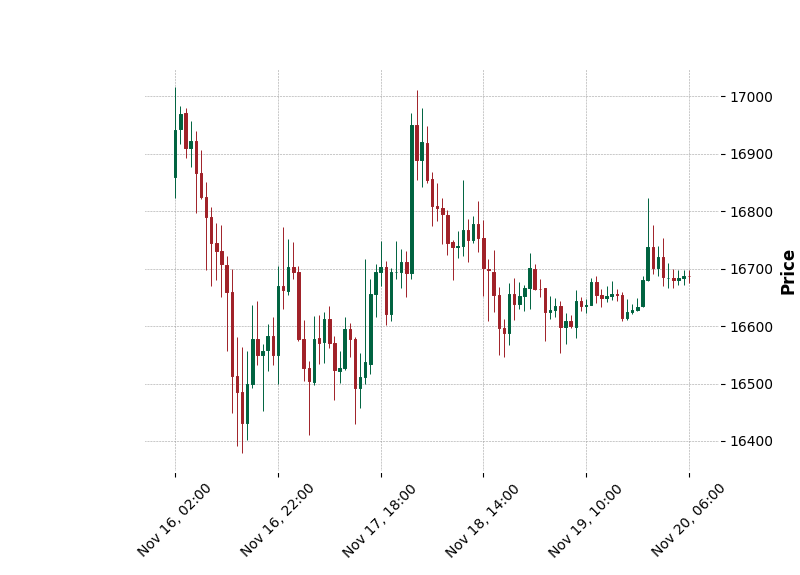 17000
16900
16800
16700
16600
16500
16400
Price
Nov 16, 02:00
Nov 16, 22:00
Nov 17, 18:00
Nov 18, 14:00
Nov 19, 10:00
Nov 20, 06:00